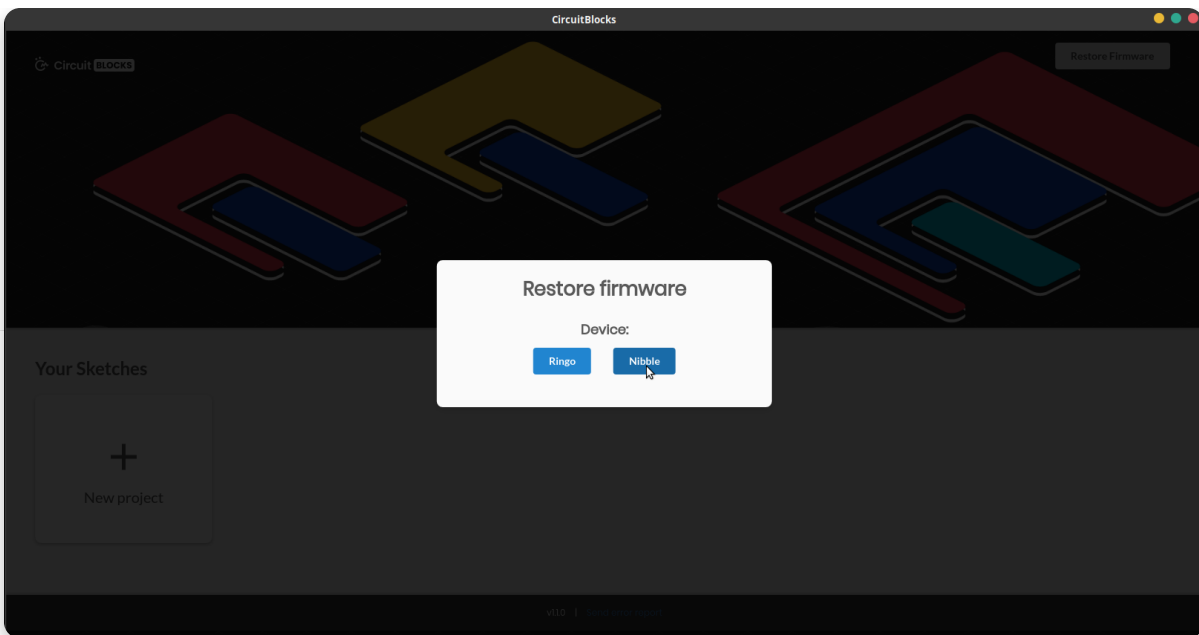 CircuitBlocks
Circuit BLOCKS
Restore Firmware
Restore firmware
Device:
Ringo
Nibble
Your Sketches
New project
v1.1.0 |